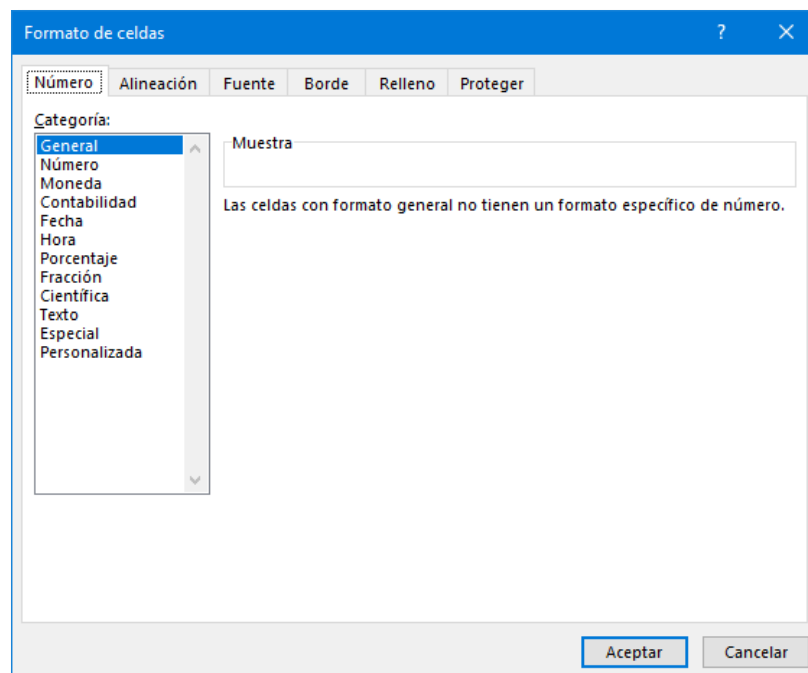 Formato de celdas
Número Alineación Fuente Borde Relleno Proteger
Categoría:
General
Número
Moneda
Contabilidad
Fecha
Hora
Porcentaje
Fracción
Científica
Texto
Especial
Personalizada
Muestra
Las celdas con formato general no tienen un formato específico de número.
Aceptar Cancelar